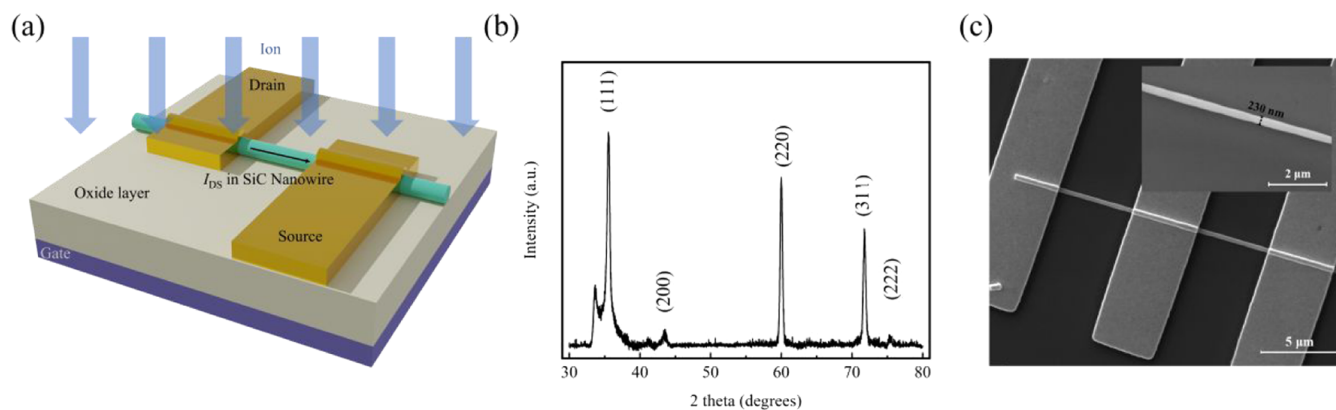 (a)
Ion
Drain
I_DS in SiC Nanowire
Oxide layer
Source
Gate
(b)
(111)
(200)
(220)
(311)
(222)
Intensity (a.u.)
30 40 50 60 70 80
2 theta (degrees)
(c)
230 nm
2 μm
5 μm